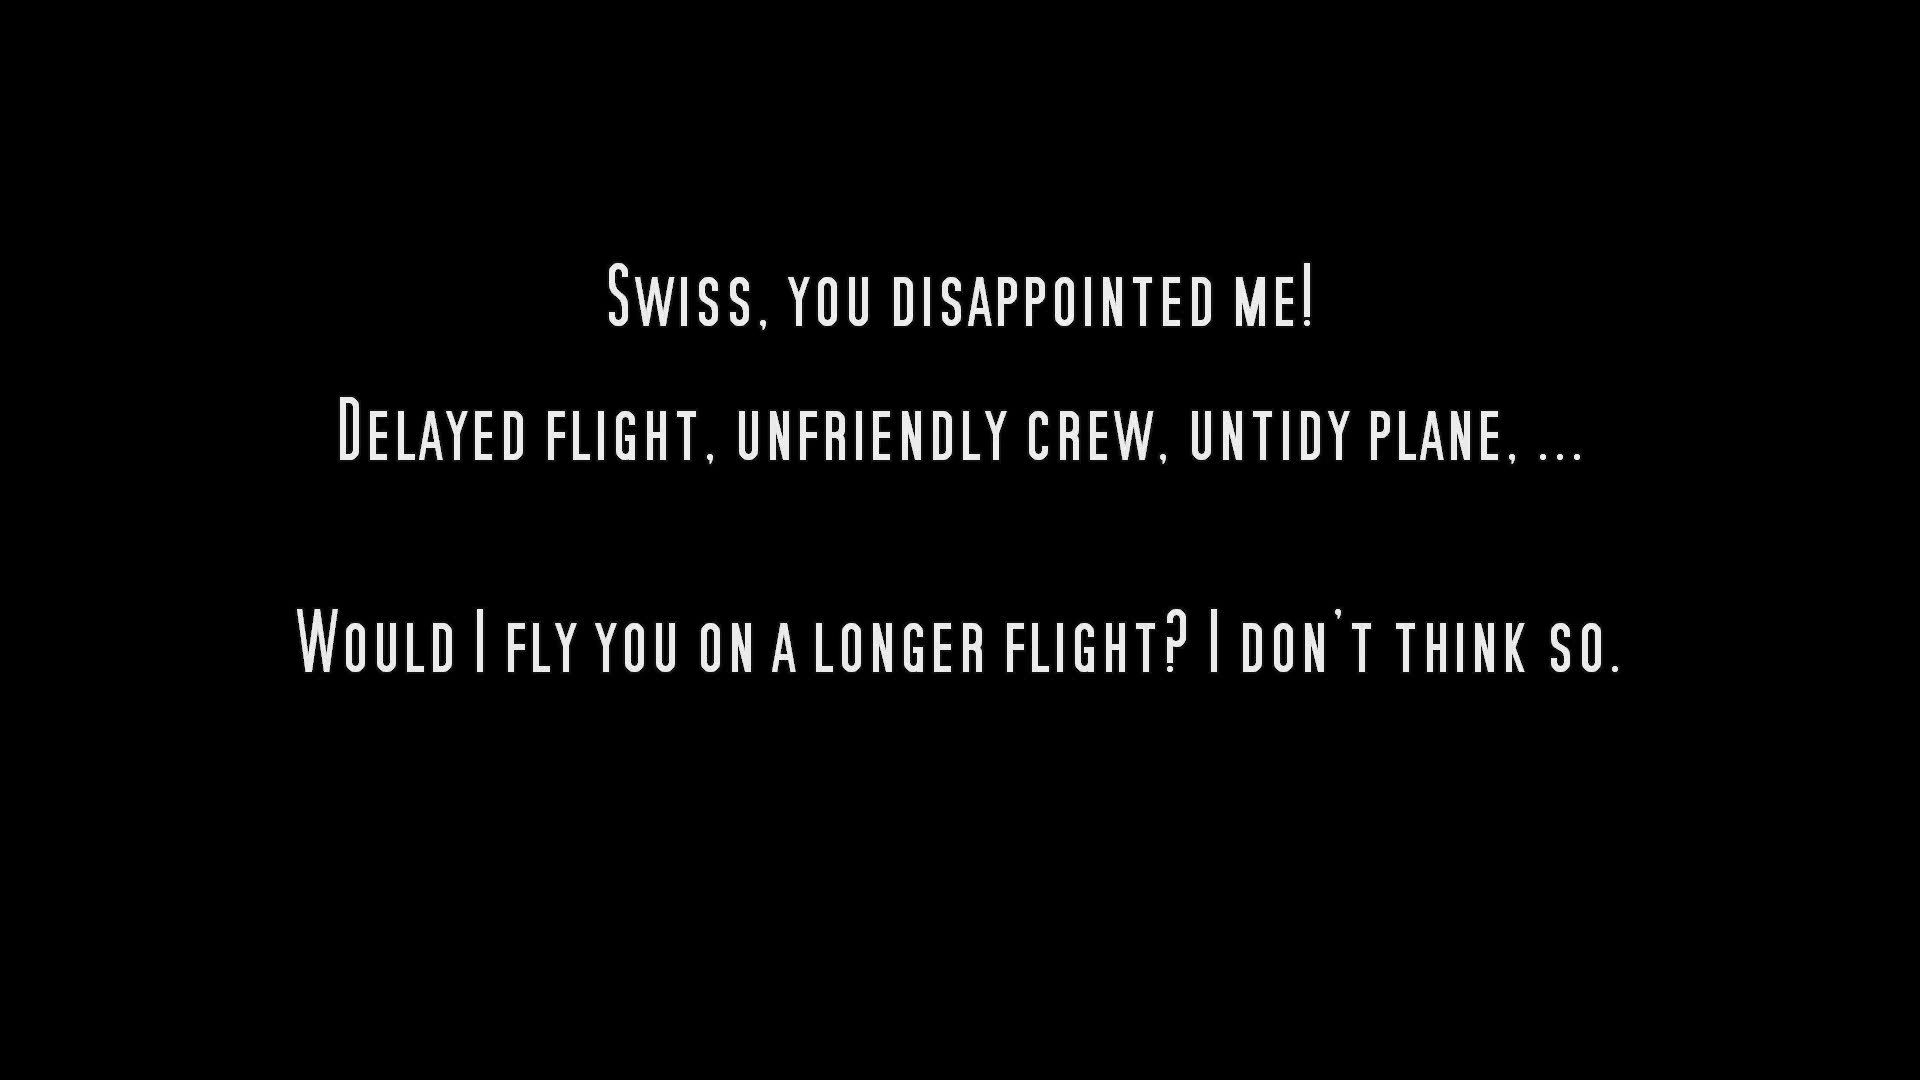 Swiss, you disappointed me!
Delayed flight, unfriendly crew, untidy plane, ...
Would I fly you on a longer flight? I don't think so.